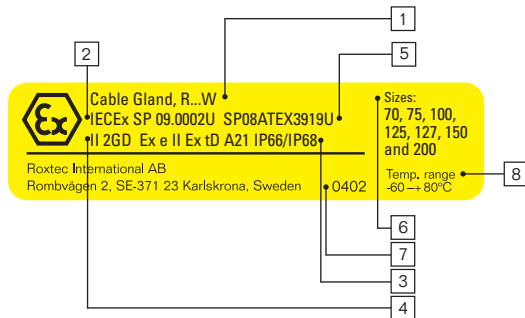 1
2
5
Ex
Cable Gland, R...W
IECEx SP 09.0002U SP08ATEX3919U
II 2GD Ex e II Ex tD A21 IP66/IP68
Roxtec International AB
Rombvägen 2, SE-371 23 Karlskrona, Sweden
0402
Sizes:
70, 75, 100,
125, 127, 150
and 200
Temp. range
-60 –+80ºC
8
6
7
3
4